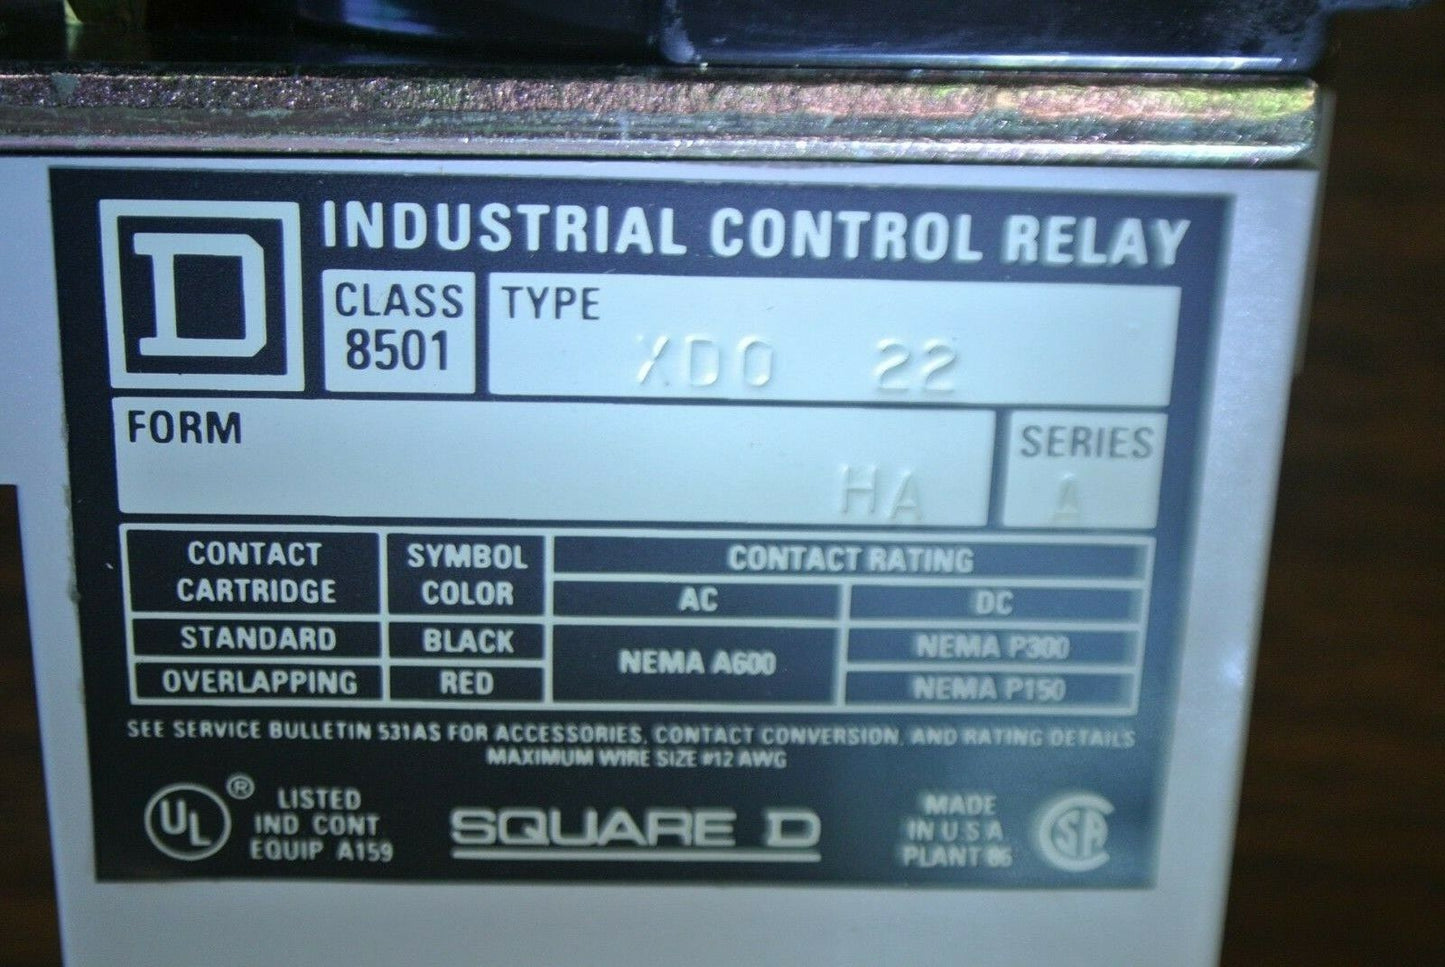 D INDUSTRIAL CONTROL RELAY
CLASS 8501
TYPE XDO 22
FORM HA
SERIES A
CONTACT CARTRIDGE SYMBOL COLOR CONTACT RATING
AC DC
STANDARD BLACK NEMA A600 NEMA P300
OVERLAPPING RED NEMA P150
SEE SERVICE BULLETIN 531AS FOR ACCESSORIES, CONTACT CONVERSION, AND RATING DETAILS
MAXIMUM WIRE SIZE #12 AWG
UL ® LISTED
IND CONT
EQUIP A159
SQUARE D
MADE
IN U.S.A.
PLANT 86
CSA